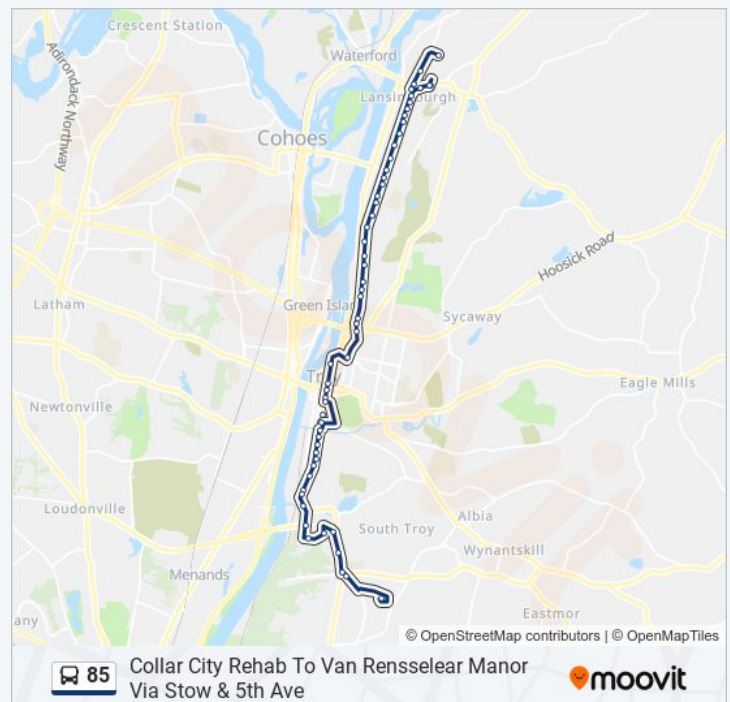 Crescent Station
Waterford
Adirondack Northway
Lansingburgh
Cohoes
Hoosick Road
Latham
Green Island
Sycaway
Troy
Eagle Mills
Newtonville
Loudonville
Albia
South Troy
Wynantskill
Menands
Eastmor
any
© OpenStreetMap contributors | © OpenMapTiles
85 Collar City Rehab To Van Rensselear Manor
Via Stow & 5th Ave
moovit